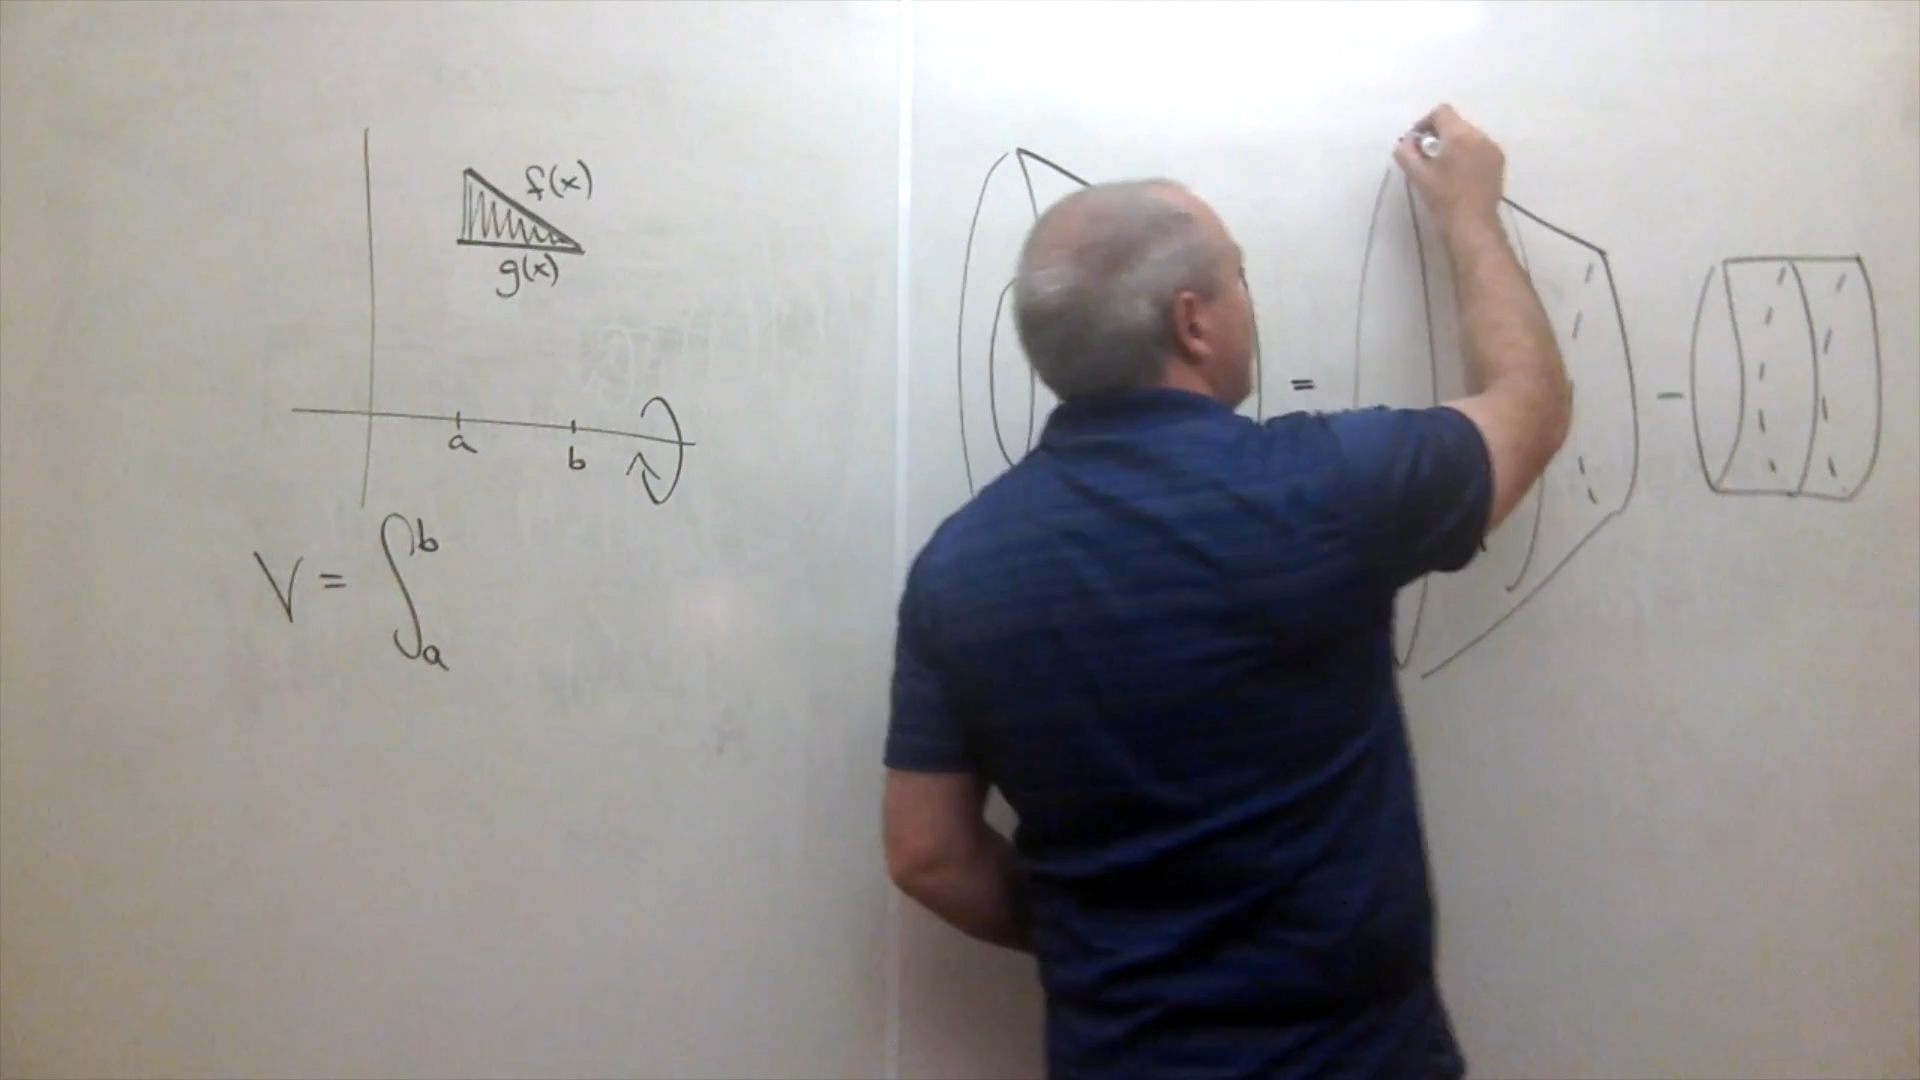 f(x)
g(x)
a
b
V = ∫ₐᵇ
= −